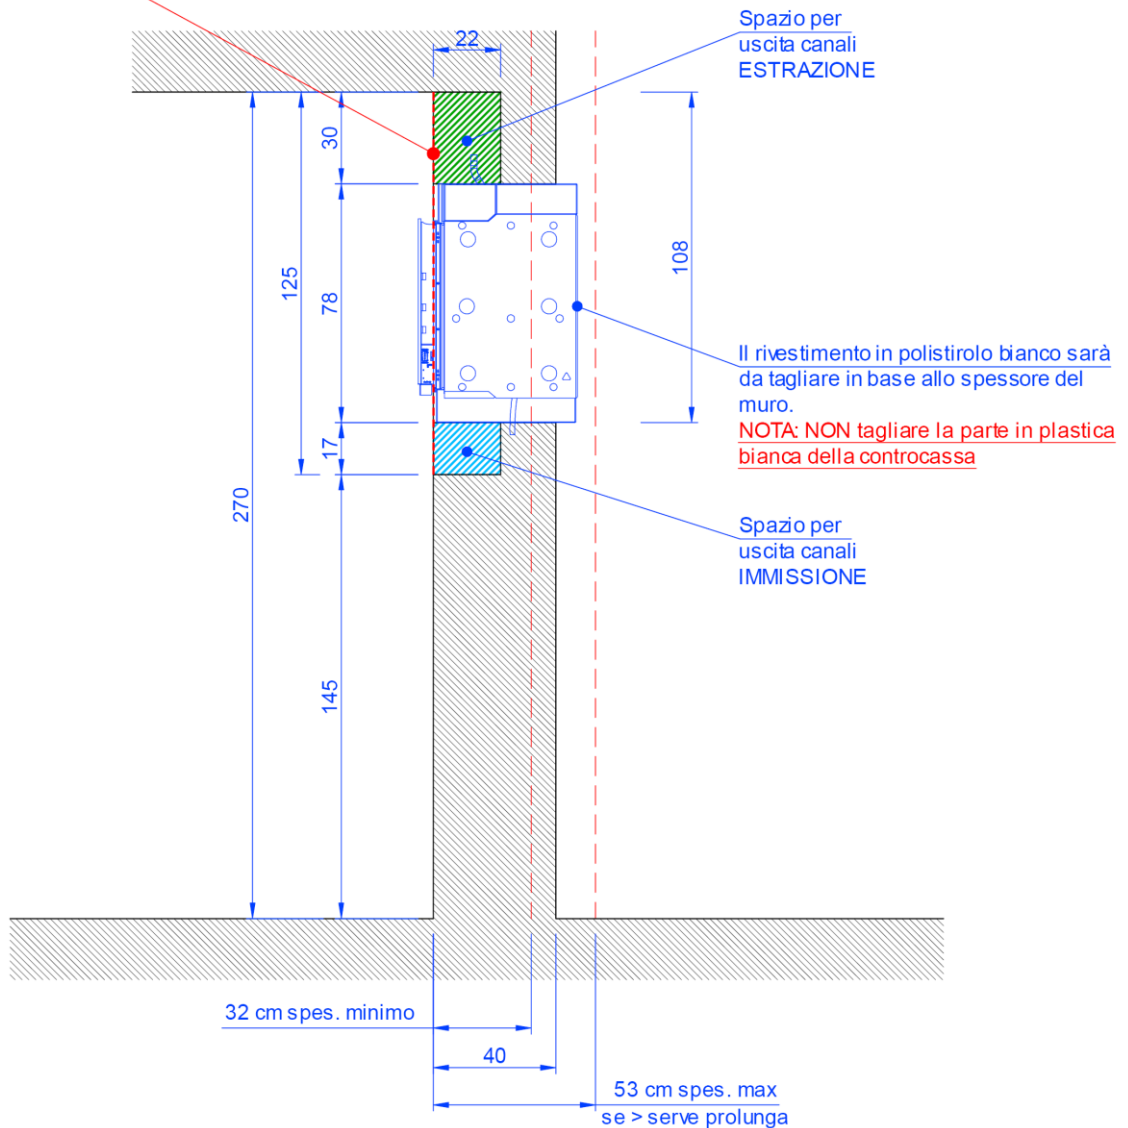 Spazio per
uscita canali
ESTRAZIONE
22
30
125
78
108
Il rivestimento in polistirolo bianco sarà
da tagliare in base allo spessore del
muro.
NOTA: NON tagliare la parte in plastica
bianca della controcassa
17
270
Spazio per
uscita canali
IMMISSIONE
145
32 cm spes. minimo
40
53 cm spes. max
se > serve prolunga